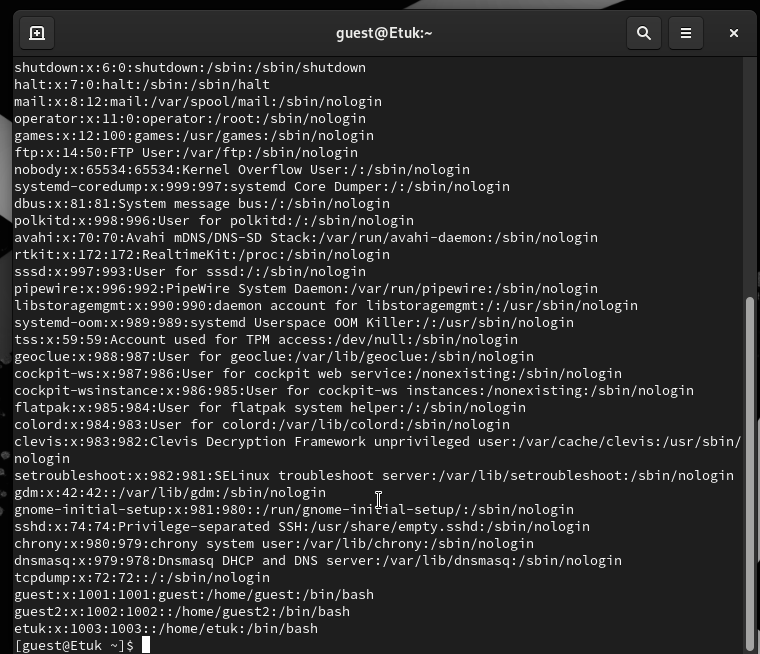 guest@Etuk:~
shutdown:x:6:0:shutdown:/sbin:/sbin/shutdown
halt:x:7:0:halt:/sbin:/sbin/halt
mail:x:8:12:mail:/var/spool/mail:/sbin/nologin
operator:x:11:0:operator:/root:/sbin/nologin
games:x:12:100:games:/usr/games:/sbin/nologin
ftp:x:14:50:FTP User:/var/ftp:/sbin/nologin
nobody:x:65534:65534:Kernel Overflow User:/:/sbin/nologin
systemd-coredump:x:999:997:systemd Core Dumper:/:/sbin/nologin
dbus:x:81:81:System message bus:/:/sbin/nologin
polkitd:x:998:996:User for polkitd:/:/sbin/nologin
avahi:x:70:70:Avahi mDNS/DNS-SD Stack:/var/run/avahi-daemon:/sbin/nologin
rtkit:x:172:172:RealtimeKit:/proc:/sbin/nologin
sssd:x:997:993:User for sssd:/:/sbin/nologin
pipewire:x:996:992:PipeWire System Daemon:/var/run/pipewire:/sbin/nologin
libstoragemgmt:x:990:990:daemon account for libstoragemgmt:/:/usr/sbin/nologin
systemd-oom:x:989:989:systemd Userspace OOM Killer:/:/usr/sbin/nologin
tss:x:59:59:Account used for TPM access:/dev/null:/sbin/nologin
geoclue:x:988:987:User for geoclue:/var/lib/geoclue:/sbin/nologin
cockpit-ws:x:987:986:User for cockpit web service:/nonexisting:/sbin/nologin
cockpit-wsinstance:x:986:985:User for cockpit-ws instances:/nonexisting:/sbin/nologin
flatpak:x:985:984:User for flatpak system helper:/:/sbin/nologin
colord:x:984:983:User for colord:/var/lib/colord:/sbin/nologin
clevis:x:983:982:Clevis Decryption Framework unprivileged user:/var/cache/clevis:/usr/sbin/
nologin
setroubleshoot:x:982:981:SELinux troubleshoot server:/var/lib/setroubleshoot:/sbin/nologin
gdm:x:42:42::/var/lib/gdm:/sbin/nologin
gnome-initial-setup:x:981:980::/run/gnome-initial-setup/:/sbin/nologin
sshd:x:74:74:Privilege-separated SSH:/usr/share/empty.sshd:/sbin/nologin
chrony:x:980:979:chrony system user:/var/lib/chrony:/sbin/nologin
dnsmasq:x:979:978:Dnsmasq DHCP and DNS server:/var/lib/dnsmasq:/sbin/nologin
tcpdump:x:72:72::/:/sbin/nologin
guest:x:1001:1001:guest:/home/guest:/bin/bash
guest2:x:1002:1002::/home/guest2:/bin/bash
etuk:x:1003:1003::/home/etuk:/bin/bash
[guest@Etuk ~]$